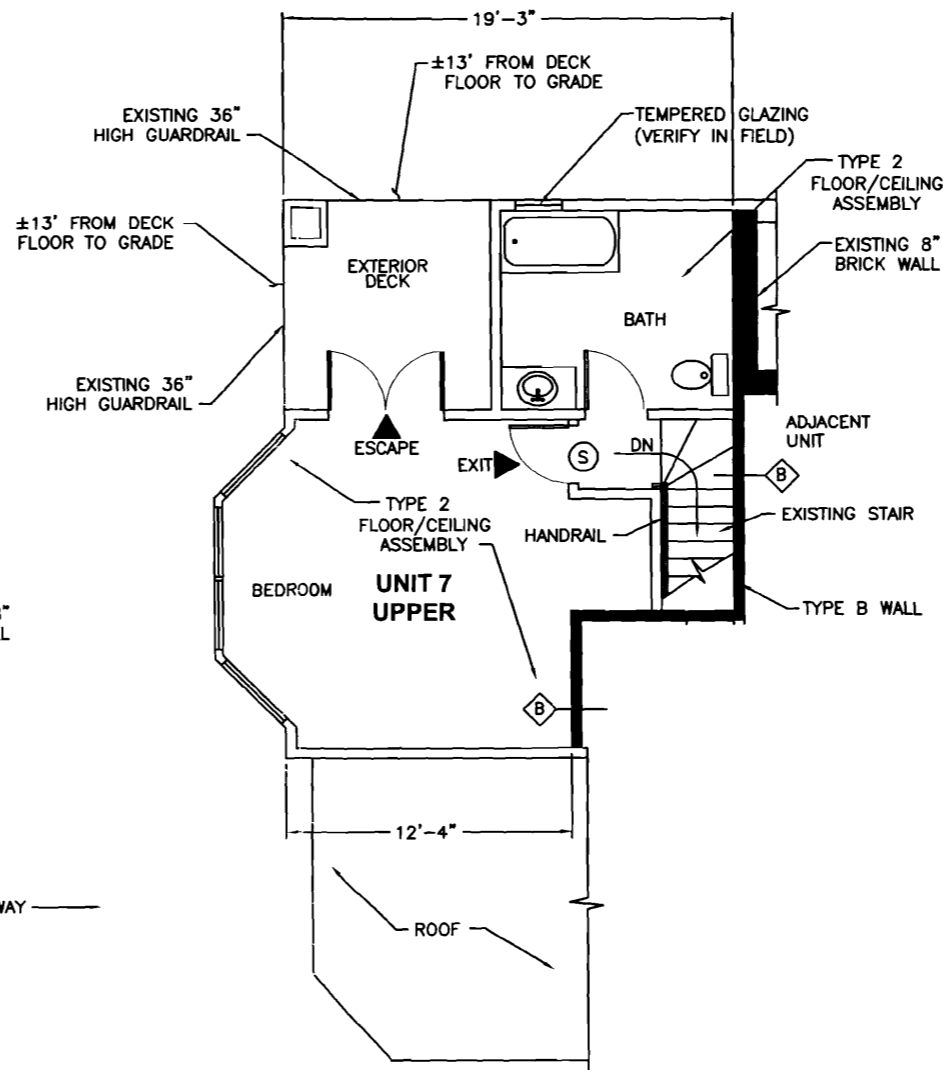 19'-3"
±13' FROM DECK
FLOOR TO GRADE
EXISTING 36"
HIGH GUARDRAIL
TEMPERED GLAZING
(VERIFY IN FIELD)
TYPE 2
FLOOR/CEILING
ASSEMBLY
±13' FROM DECK
FLOOR TO GRADE
EXISTING 8"
BRICK WALL
EXTERIOR
DECK
BATH
EXISTING 36"
HIGH GUARDRAIL
ADJACENT
UNIT
ESCAPE
EXIT
S
DN
B
TYPE 2
FLOOR/CEILING
ASSEMBLY
HANDRAIL
EXISTING STAIR
BEDROOM
UNIT 7
UPPER
TYPE B WALL
B
12'-4"
WAY
ROOF